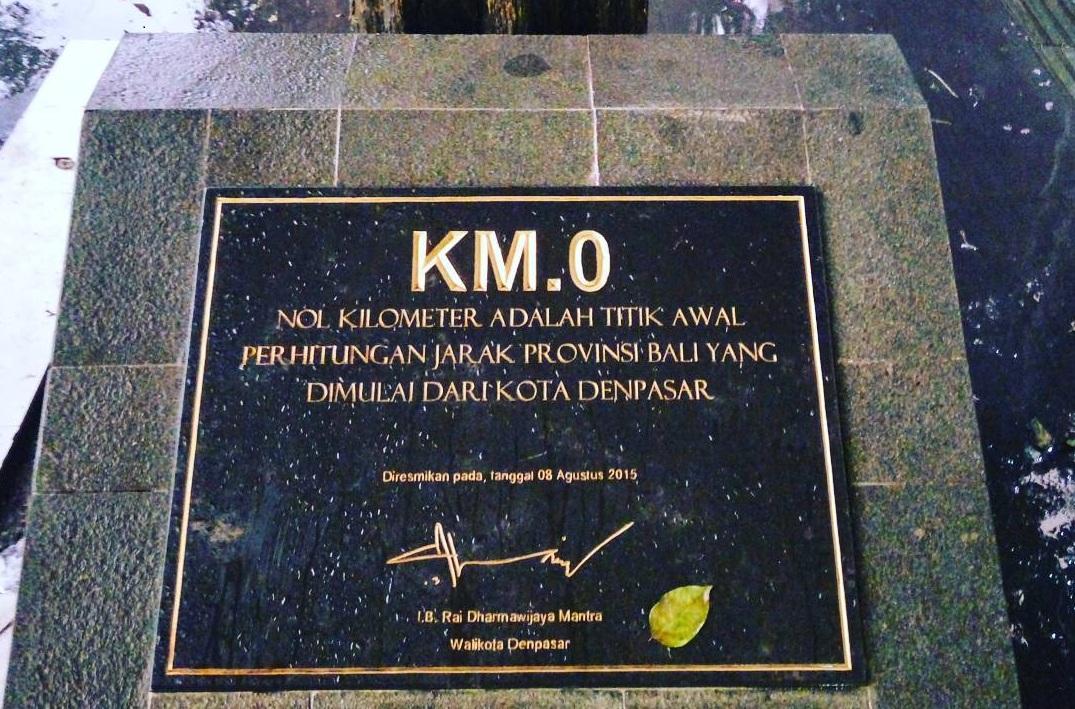 KM.0
NOL KILOMETER ADALAH TITIK AWAL
PERHITUNGAN JARAK PROVINSI BALI YANG
DIMULAI DARI KOTA DENPASAR
Diresmikan pada, tanggal 08 Agustus 2015
I.B. Rai Dharmawijaya Mantra
Walikota Denpasar